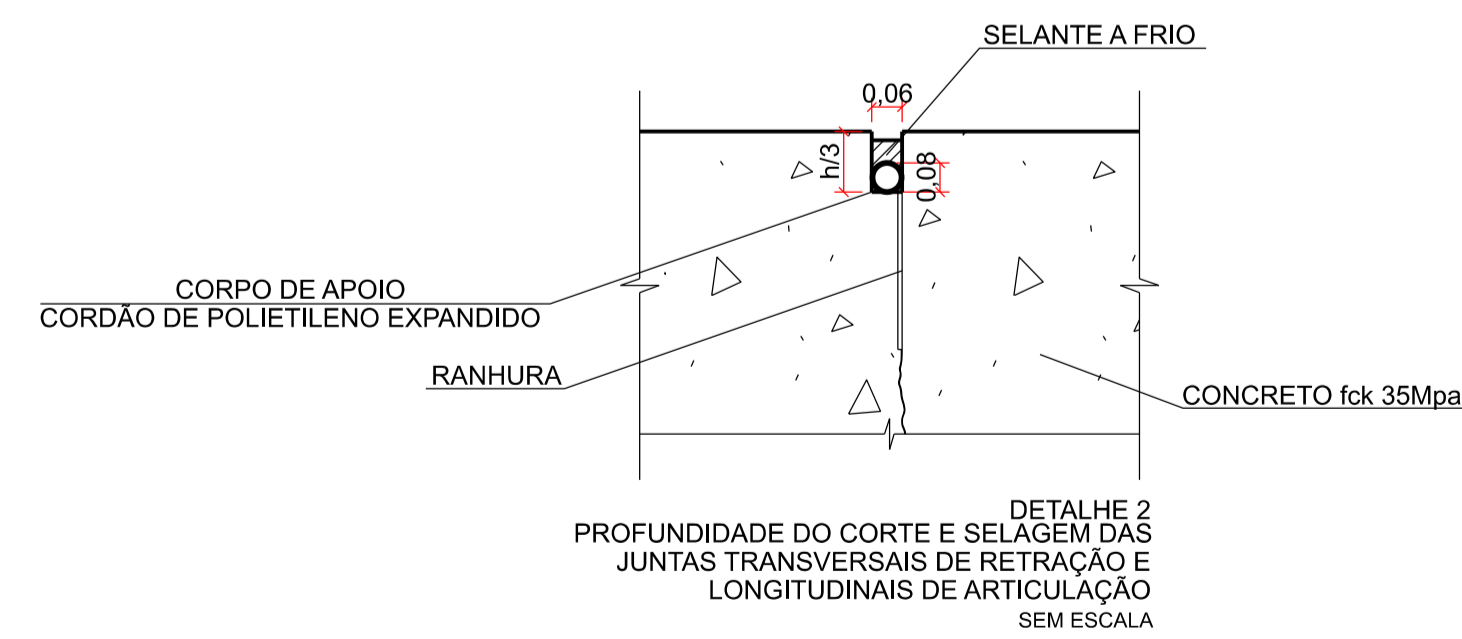 SELANTE A FRIO
0,06
h/3
0,08
CORPO DE APOIO
CORDÃO DE POLIETILENO EXPANDIDO
RANHURA
CONCRETO fck 35Mpa
DETALHE 2
PROFUNDIDADE DO CORTE E SELAGEM DAS
JUNTAS TRANSVERSAIS DE RETRAÇÃO E
LONGITUDINAIS DE ARTICULAÇÃO
SEM ESCALA